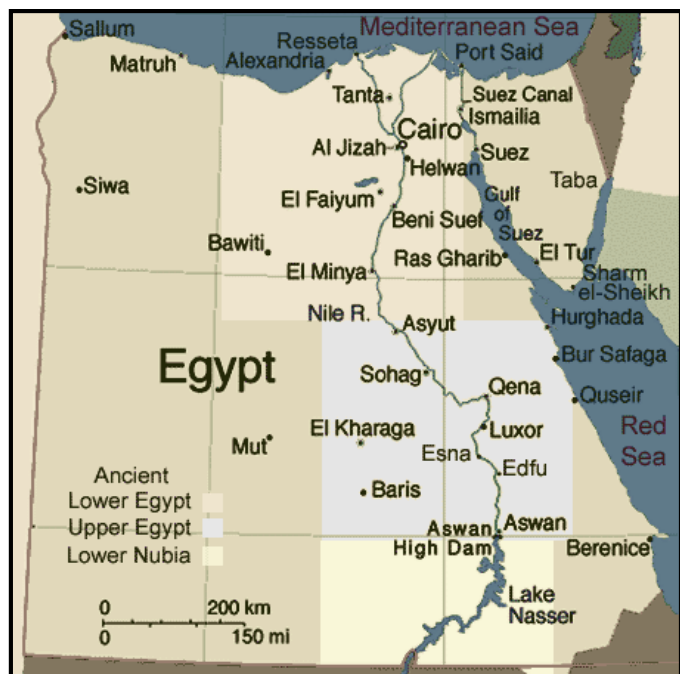 Mediterranean Sea
Sallum
Resseta
Port Said
Matruh
Alexandria
Tanta
Suez Canal
Ismailia
Cairo
Al Jizah
Suez
Helwan
Siwa
Taba
El Faiyum
Gulf
of
Suez
Beni Suef
Bawiti
Ras Gharib
El Tur
El Minya
Sharm
el-Sheikh
Nile R.
Asyut
Hurghada
Egypt
Sohag
Bur Safaga
Qena
Quseir
El Kharaga
Luxor
Red
Sea
Mut
Esna
Edfu
Ancient
Lower Egypt
Upper Egypt
Lower Nubia
Baris
Aswan
Aswan
High Dam
Berenice
Lake
Nasser
0 200 km
0 150 mi